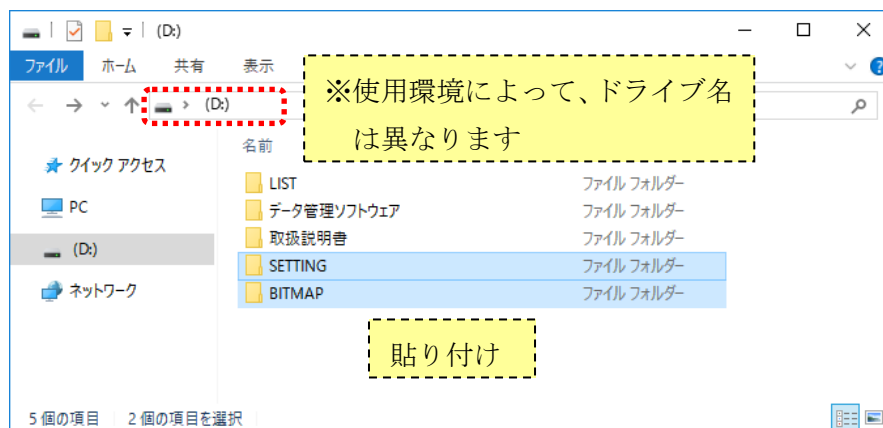 (D:)
ファイル ホーム 共有 表示
※使用環境によって、ドライブ名
は異なります
(D:)
名前
クイック アクセス
PC
(D:)
ネットワーク
LIST ファイル フォルダー
データ管理ソフトウェア ファイル フォルダー
取扱説明書 ファイル フォルダー
SETTING ファイル フォルダー
BITMAP ファイル フォルダー
貼り付け
5 個の項目 2 個の項目を選択